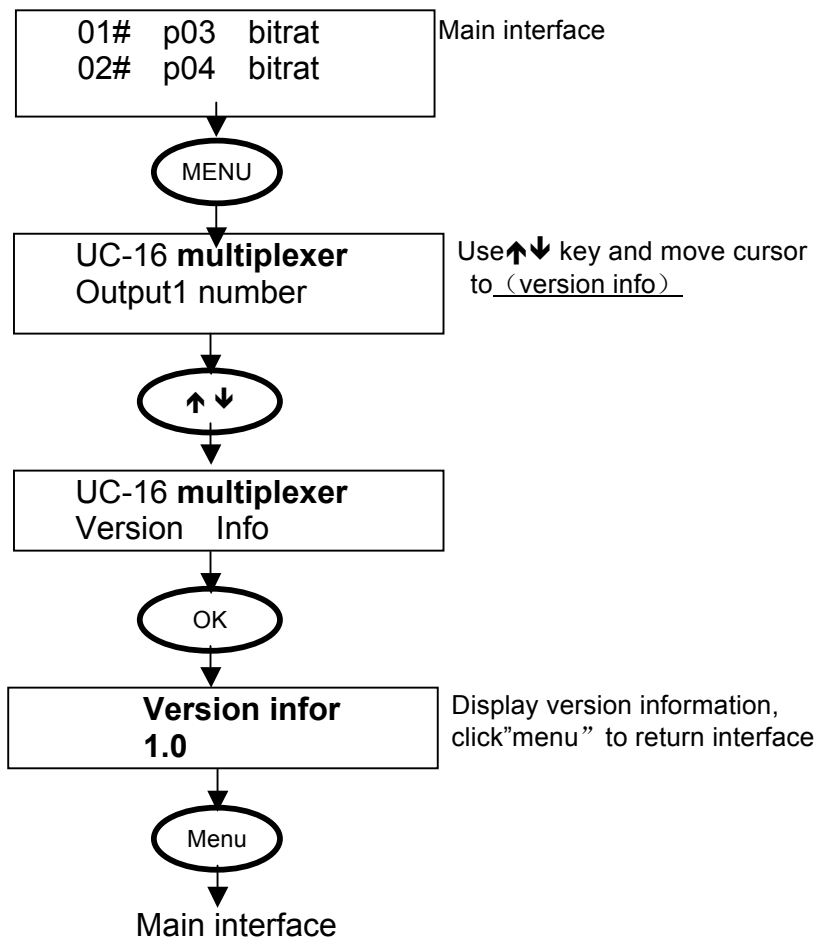 01# p03 bitrat
02# p04 bitrat
Main interface
MENU
UC-16 multiplexer
Output1 number
Use↑↓ key and move cursor
to（version info）
↑ ↓
UC-16 multiplexer
Version Info
OK
Version infor
1.0
Display version information,
click"menu” to return interface
Menu
Main interface